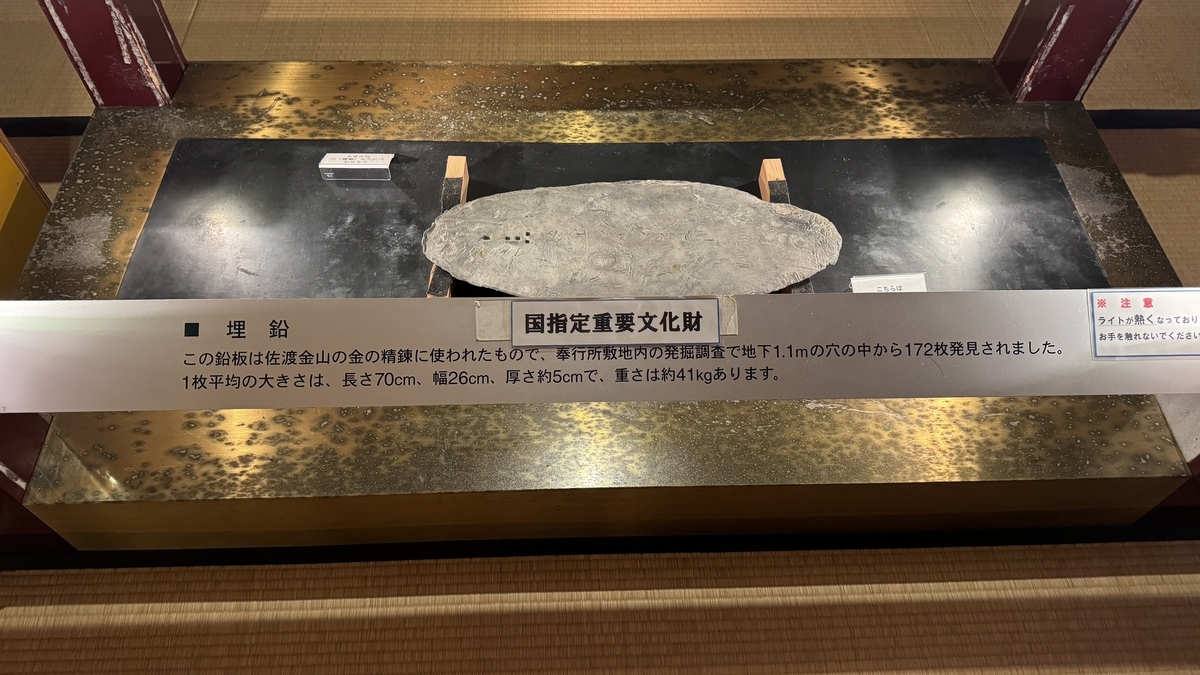 こちらは
国指定重要文化財
■ 埋 鉛
この鉛板は佐渡金山の金の精錬に使われたもので、奉行所敷地内の発掘調査で地下1.1mの穴の中から172枚発見されました。
1枚平均の大きさは、長さ70cm、幅26cm、厚さ約5cmで、重さは約41kgあります。
※ 注 意
ライトが熱くなっており
お手を触れないでください